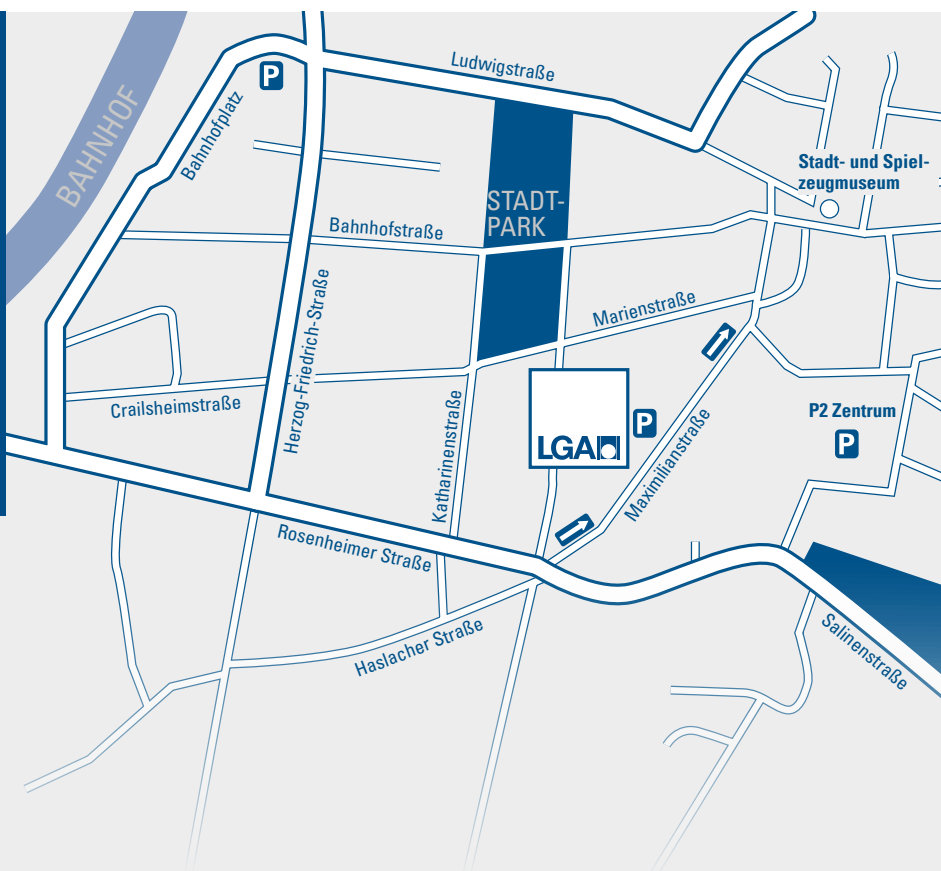 Ludwigstraße
P
Bahnhofplatz
BAHNHOF
Stadt- und Spiel-
zeugmuseum
STADT-
PARK
Bahnhofstraße
Marienstraße
Herzog-Friedrich-Straße
Crailsheimstraße
Katharinenstraße
LGA
P
Maximilianstraße
P2 Zentrum
P
Rosenheimer Straße
Haslacher Straße
Salinenstraße